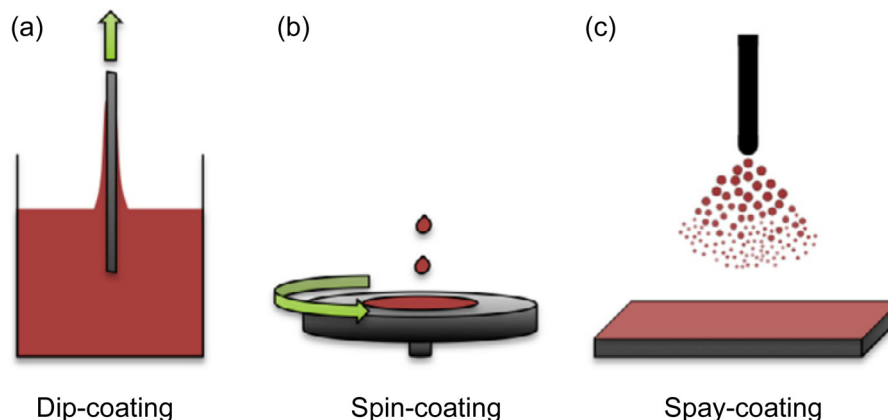 (a)
(b)
(c)
Dip-coating
Spin-coating
Spay-coating